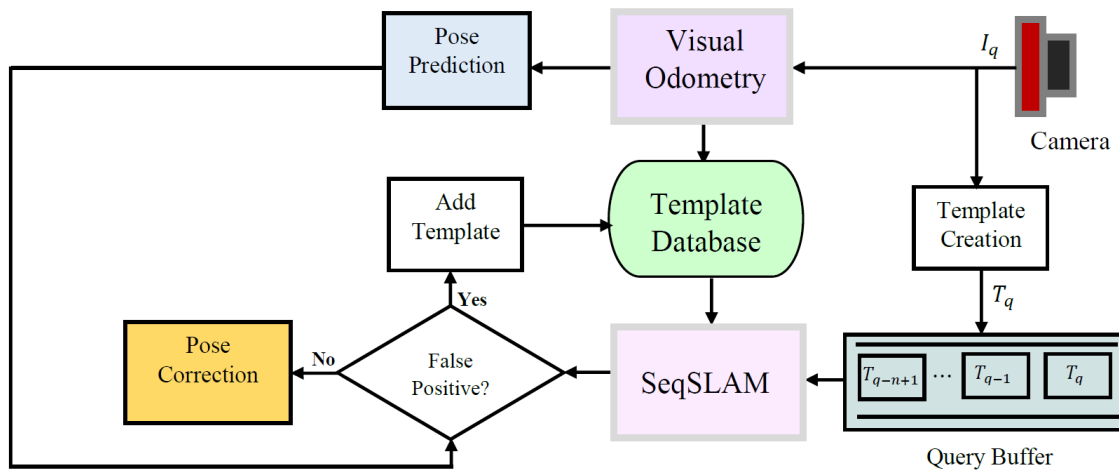 Pose
Prediction
Visual
Odometry
I_q
Camera
Add
Template
Template
Database
Template
Creation
T_q
Yes
Pose
Correction
No
False
Positive?
SeqSLAM
T_{q-n+1} ... T_{q-1} T_q
Query Buffer